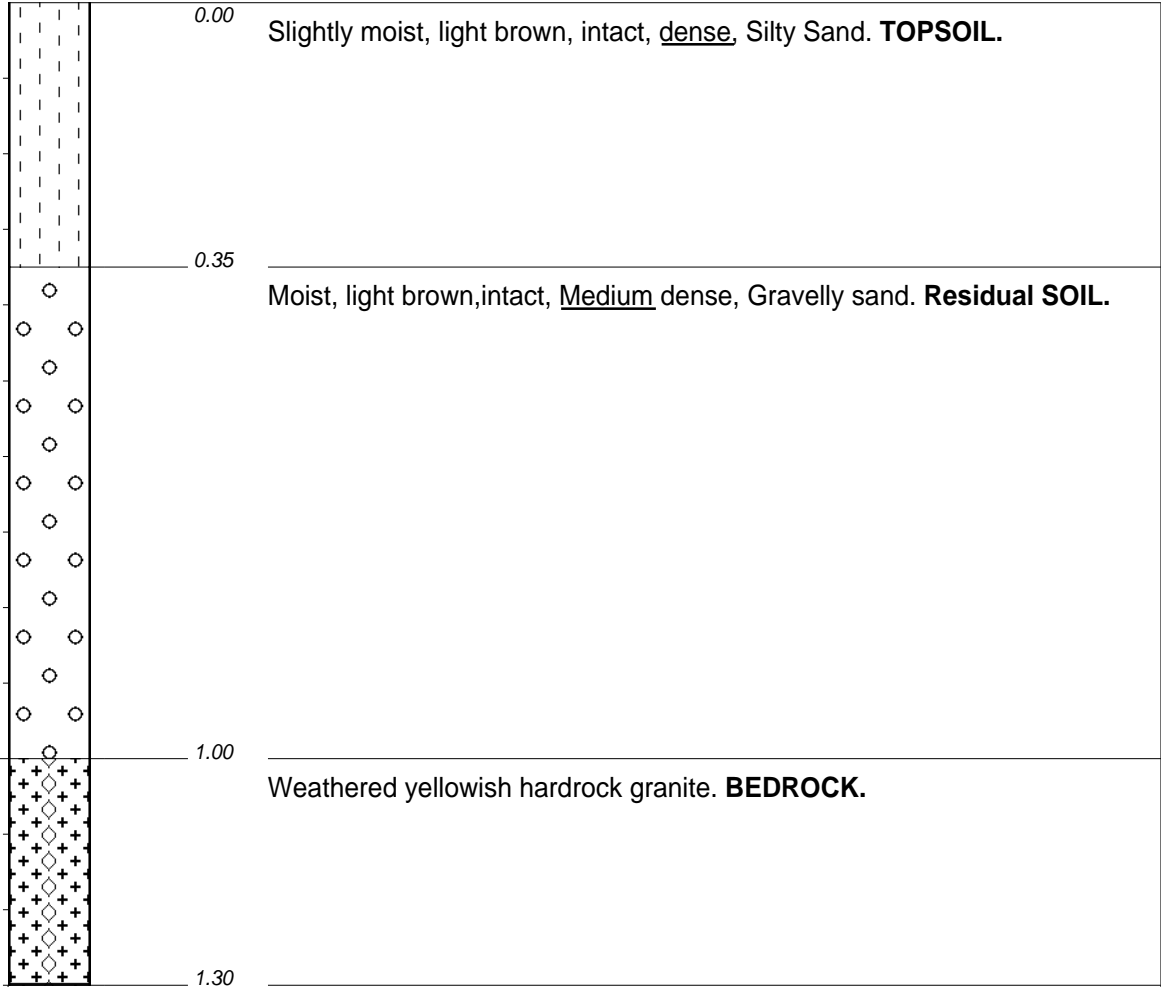 0.00
Slightly moist, light brown, intact, dense, Silty Sand. TOPSOIL.
0.35
Moist, light brown,intact, Medium dense, Gravelly sand. Residual SOIL.
1.00
Weathered yellowish hardrock granite. BEDROCK.
1.30